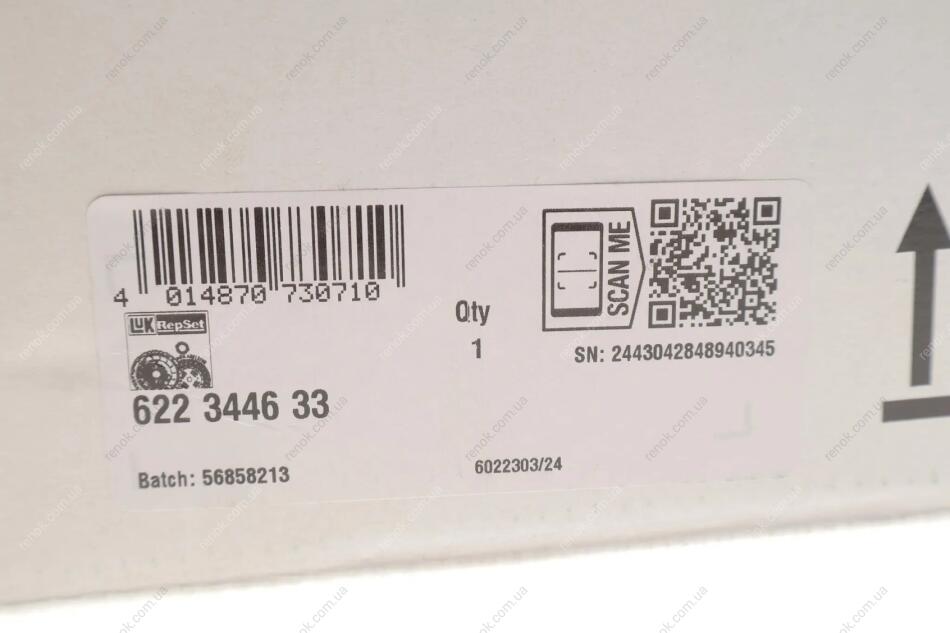 4 014870 730710
LUK RepSet
622 3446 33
Batch: 56858213
Qty
1
SCAN ME
SN: 2443042848940345
6022303/24
renok.com.ua